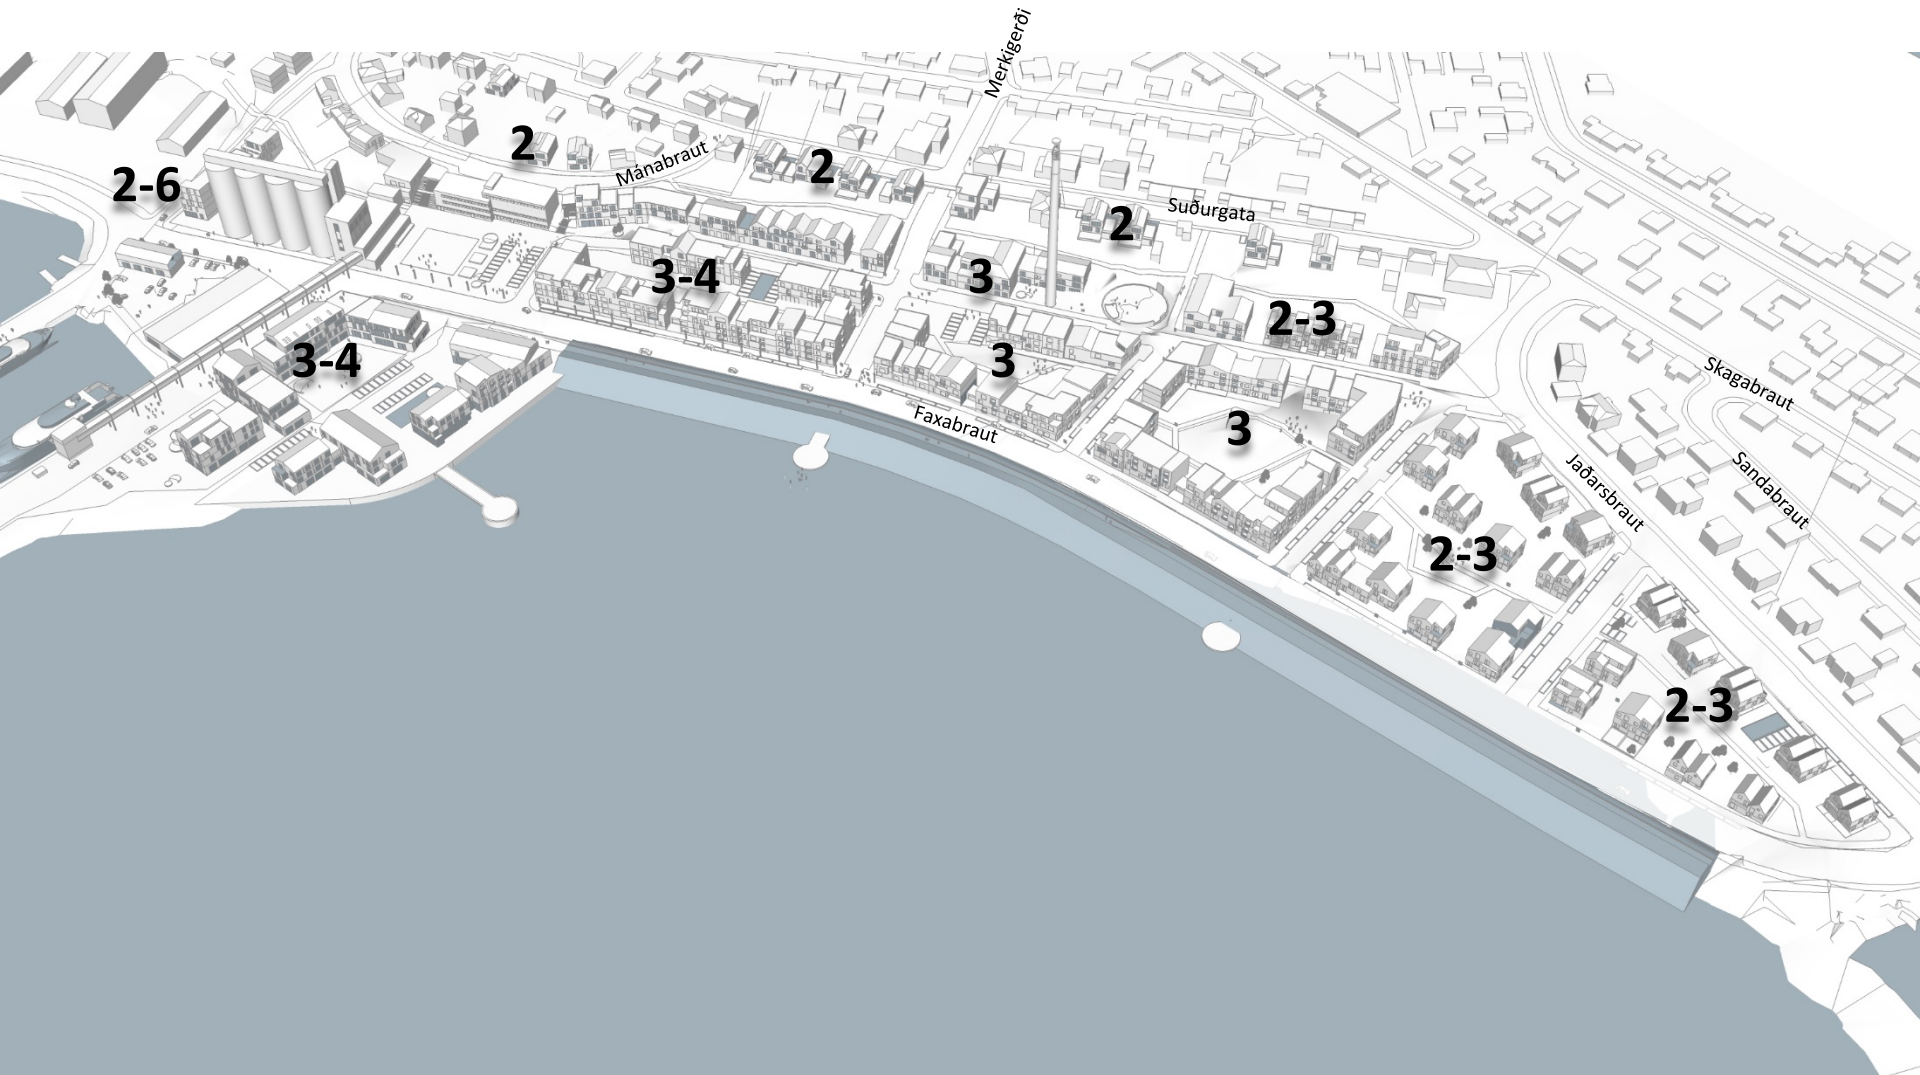 Merkigerði
2
Mánabraut
2
2-6
Suðurgata
2
3-4
3
2-3
3-4
3
Skagabraut
Faxabraut
3
Jaðarsbraut
Sandabraut
2-3
2-3